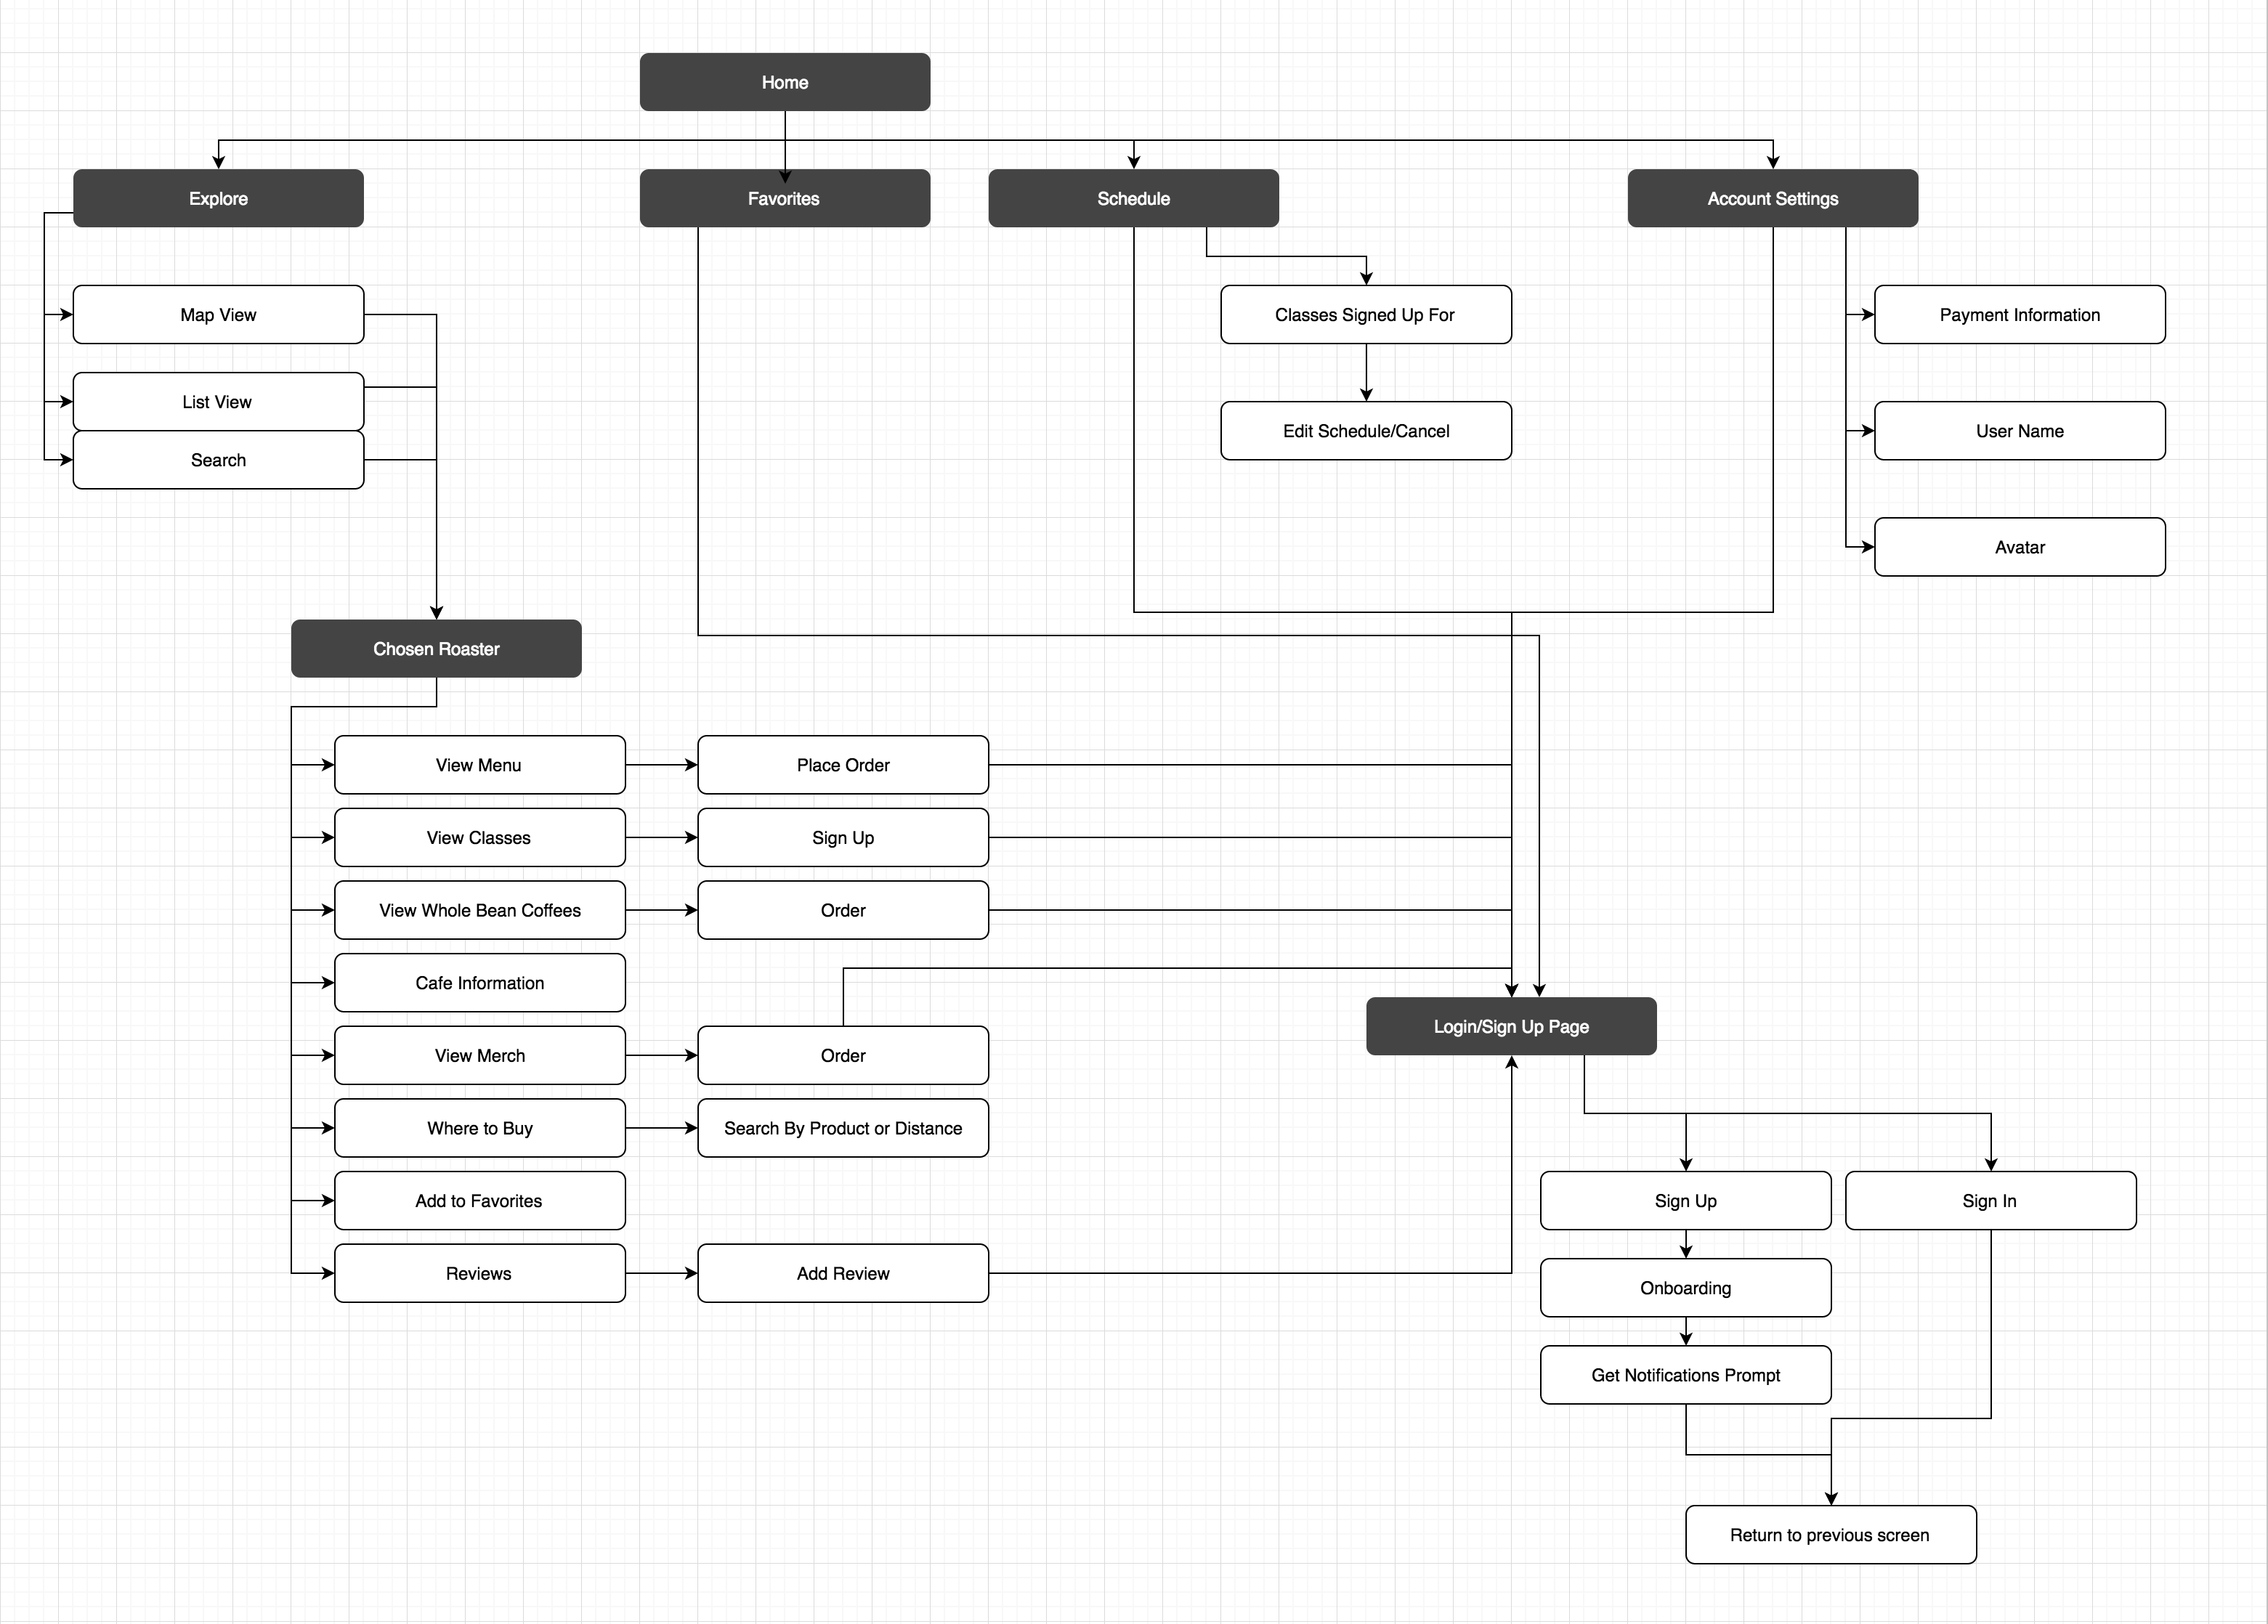 Home
Explore
Favorites
Schedule
Account Settings
Map View
Classes Signed Up For
Payment Information
List View
Edit Schedule/Cancel
User Name
Search
Avatar
Chosen Roaster
View Menu
Place Order
View Classes
Sign Up
View Whole Bean Coffees
Order
Cafe Information
Login/Sign Up Page
View Merch
Order
Where to Buy
Search By Product or Distance
Add to Favorites
Sign Up
Sign In
Reviews
Add Review
Onboarding
Get Notifications Prompt
Return to previous screen